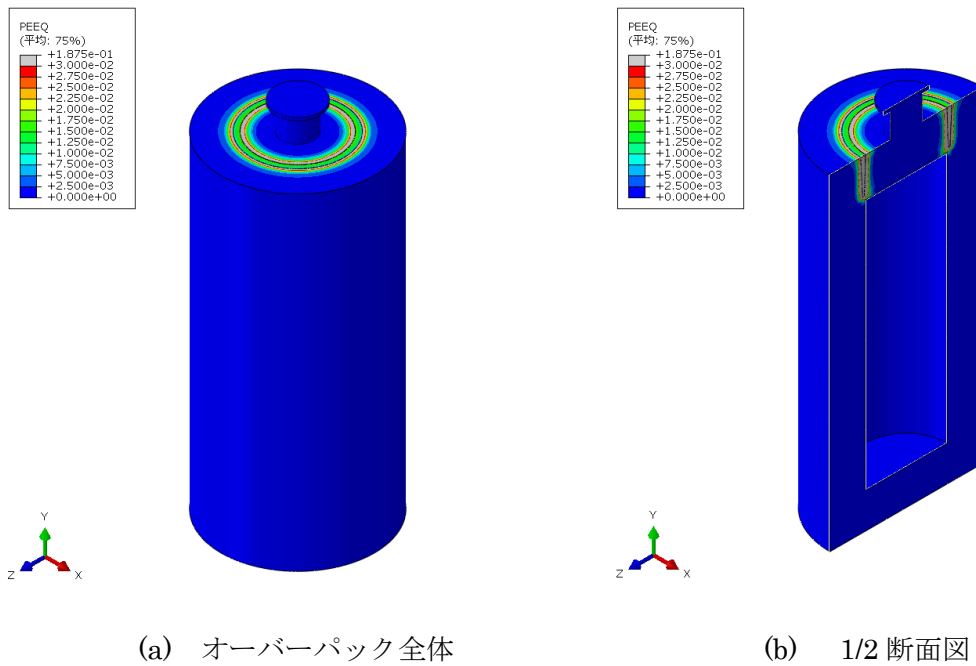 PEEQ
(平均: 75%)
+1.875e-01
+3.000e-02
+2.750e-02
+2.500e-02
+2.250e-02
+2.000e-02
+1.750e-02
+1.500e-02
+1.250e-02
+1.000e-02
+7.500e-03
+5.000e-03
+2.500e-03
+0.000e+00
Y
Z
X
(a) オーバーパック全体
PEEQ
(平均: 75%)
+1.875e-01
+3.000e-02
+2.750e-02
+2.500e-02
+2.250e-02
+2.000e-02
+1.750e-02
+1.500e-02
+1.250e-02
+1.000e-02
+7.500e-03
+5.000e-03
+2.500e-03
+0.000e+00
Y
Z
X
(b) 1/2 断面図